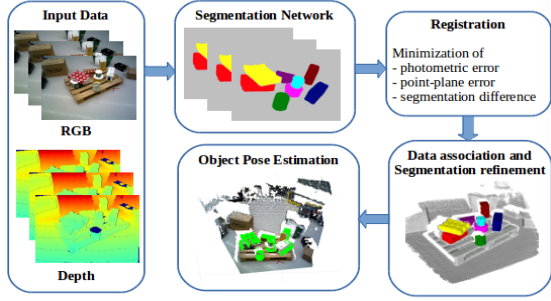 Input Data
RGB
Depth
Segmentation Network
Registration
Minimization of
- photometric error
- point-plane error
- segmentation difference
Data association and
Segmentation refinement
Object Pose Estimation